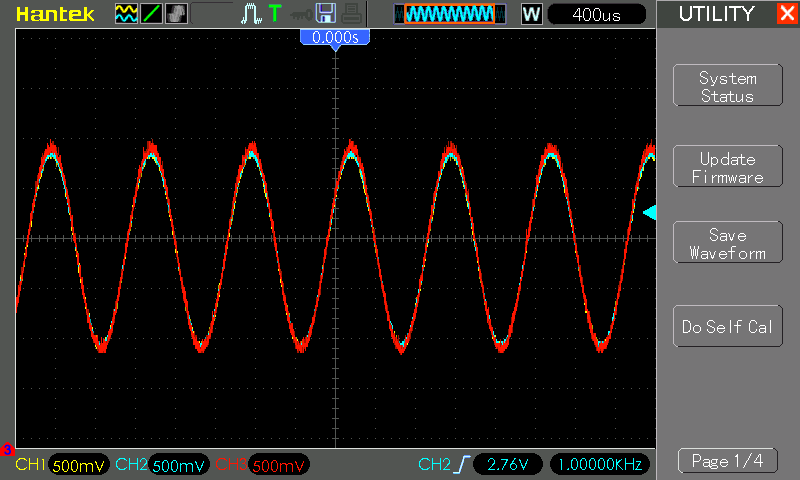 Hantek
T
W
400us
UTILITY
0.000s
System
Status
Update
Firmware
Save
Waveform
Do Self Cal
3
CH1 500mV CH2 500mV CH3 500mV CH2 2.76V 1.00000KHz
Page 1/4